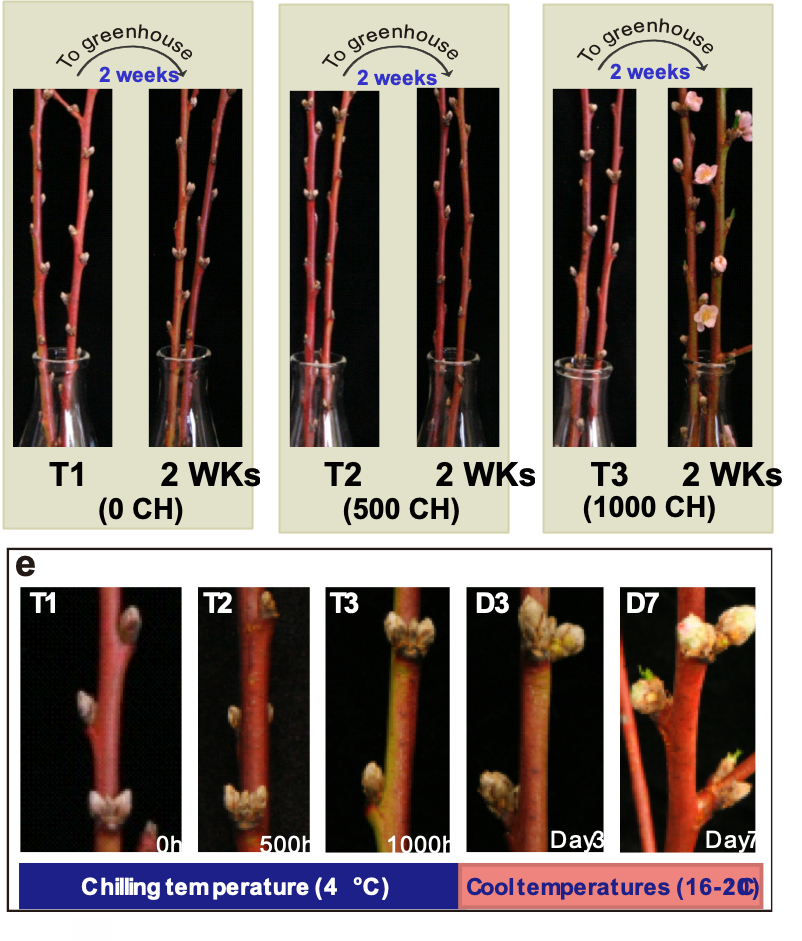 To greenhouse
2 weeks
T1 2 WKs
(0 CH)
To greenhouse
2 weeks
T2 2 WKs
(500 CH)
To greenhouse
2 weeks
T3 2 WKs
(1000 CH)
e
T1 T2 T3 D3 D7
0h 500h 1000h Day3 Day7
Chilling temperature (4 °C) Cool temperatures (16-20C)